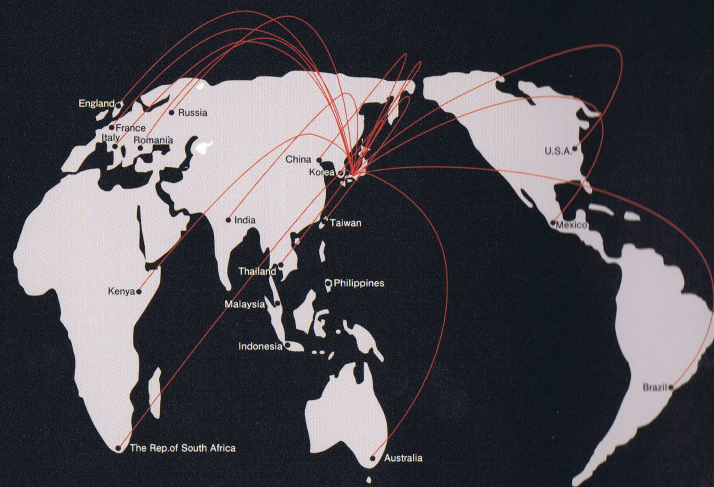 England
Russia
France
Italy
Romania
China
Korea
U.S.A.
India
Taiwan
Mexico
Thailand
Philippines
Kenya
Malaysia
Indonesia
Brazil
The Rep.of South Africa
Australia